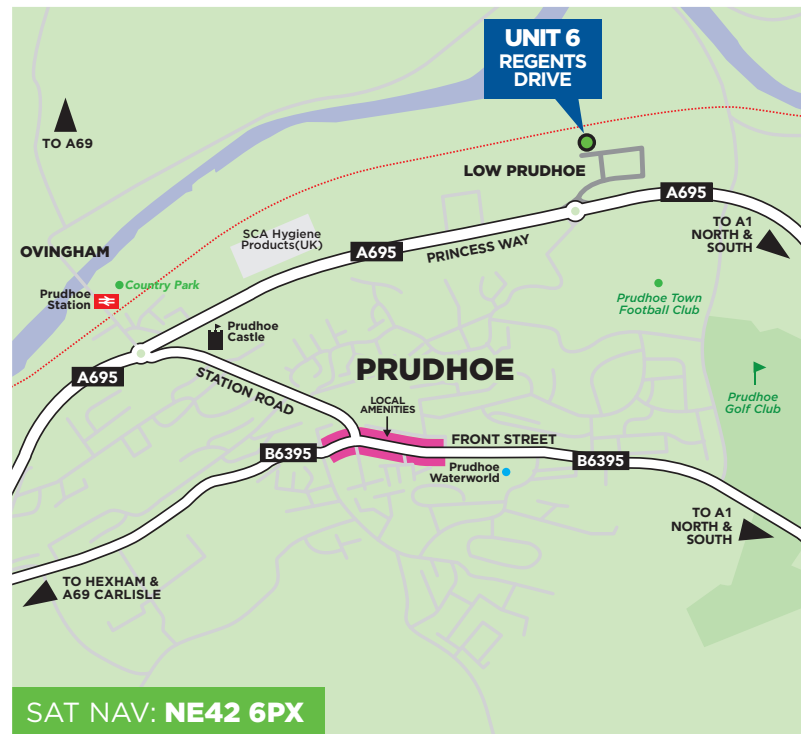 UNIT 6
REGENTS
DRIVE
TO A69
LOW PRUDHOE
A695
TO A1
NORTH &
SOUTH
SCA Hygiene
Products(UK)
A695
PRINCESS WAY
OVINGHAM
Country Park
Prudhoe
Station
Prudhoe Town
Football Club
Prudhoe
Castle
A695
STATION ROAD
PRUDHOE
Prudhoe
Golf Club
LOCAL
AMENITIES
FRONT STREET
B6395
B6395
Prudhoe
Waterworld
TO A1
NORTH &
SOUTH
TO HEXHAM &
A69 CARLISLE
SAT NAV: NE42 6PX